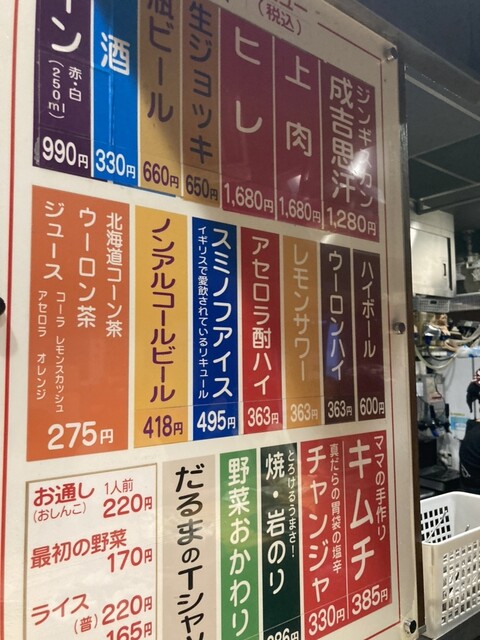 (税込)
ジンギスカン
成吉思汗
1,280円
上肉
1,680円
ヒレ
1,680円
生ジョッキ
650円
瓶ビール
660円
酒
330円
赤・白
(250ml)
990円
ハイボール
600円
ウーロンハイ
363円
レモンサワー
363円
アセロラ酎ハイ
363円
スミノフアイス
イギリスで愛飲されているリキュール
495円
ノンアルコールビール
418円
北海道コーン茶
ウーロン茶
ジュース
コーラ レモンスカッシュ
アセロラ オレンジ
275円
ママの手作り
キムチ
385円
チャンジャ
真だらの胃袋の塩辛
330円
とろけるうまさ!
焼・岩のり
野菜おかわり
だるまのTシャツ
お通し 1人前
(おしんこ) 220円
最初の野菜
170円
ライス
(普) 220円
165円